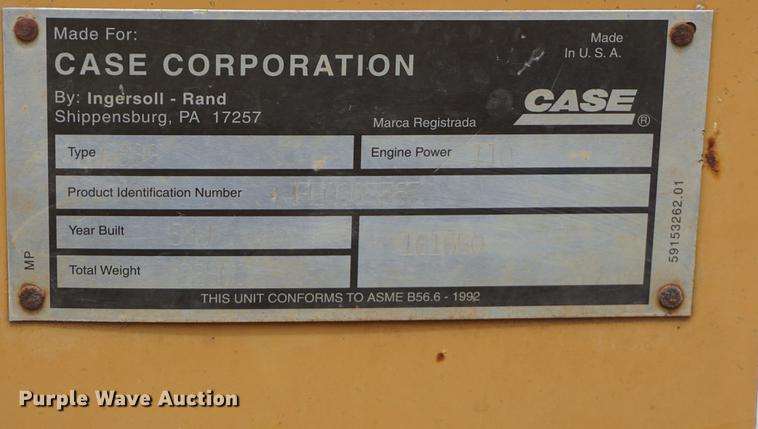 Made For:
CASE CORPORATION
By: Ingersoll - Rand
Shippensburg, PA 17257
Made
In U. S. A.
CASE ®
Marca Registrada
Type
Engine Power 110
Product Identification Number
Year Built
Total Weight
THIS UNIT CONFORMS TO ASME B56.6 - 1992
MP
59153262.01
Purple Wave Auction